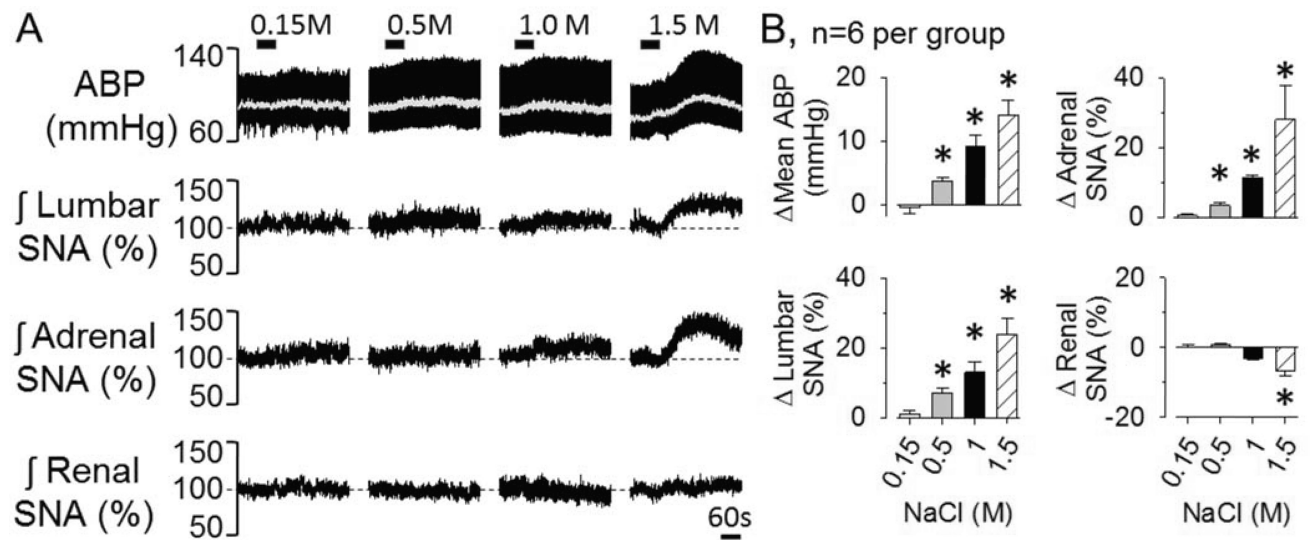 A
0.15M 0.5M 1.0 M 1.5 M
ABP
(mmHg)
140
60
∫ Lumbar
SNA (%)
150
100
50
∫ Adrenal
SNA (%)
150
100
50
∫ Renal
SNA (%)
150
100
50
60s
B, n=6 per group
ΔMean ABP
(mmHg)
20
10
0
* * *
Δ Adrenal
SNA (%)
40
20
0
* * *
Δ Lumbar
SNA (%)
40
20
0
* * *
0.15 0.5 1 1.5
NaCl (M)
Δ Renal
SNA (%)
20
0
-20
*
0.15 0.5 1 1.5
NaCl (M)